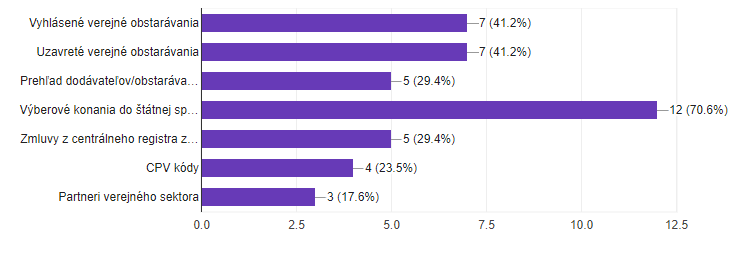 Vyhlásené verejné obstarávania 7 (41.2%)
Uzavreté verejné obstarávania 7 (41.2%)
Prehľad dodávateľov/obstaráva... 5 (29.4%)
Výberové konania do štátnej sp... 12 (70.6%)
Zmluvy z centrálneho registra z... 5 (29.4%)
CPV kódy 4 (23.5%)
Partneri verejného sektora 3 (17.6%)
0.0 2.5 5.0 7.5 10.0 12.5